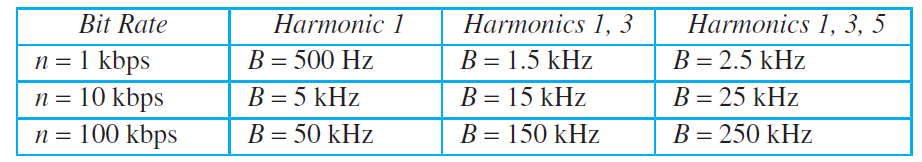 Bit Rate Harmonic 1 Harmonics 1, 3 Harmonics 1, 3, 5
n = 1 kbps B = 500 Hz B = 1.5 kHz B = 2.5 kHz
n = 10 kbps B = 5 kHz B = 15 kHz B = 25 kHz
n = 100 kbps B = 50 kHz B = 150 kHz B = 250 kHz